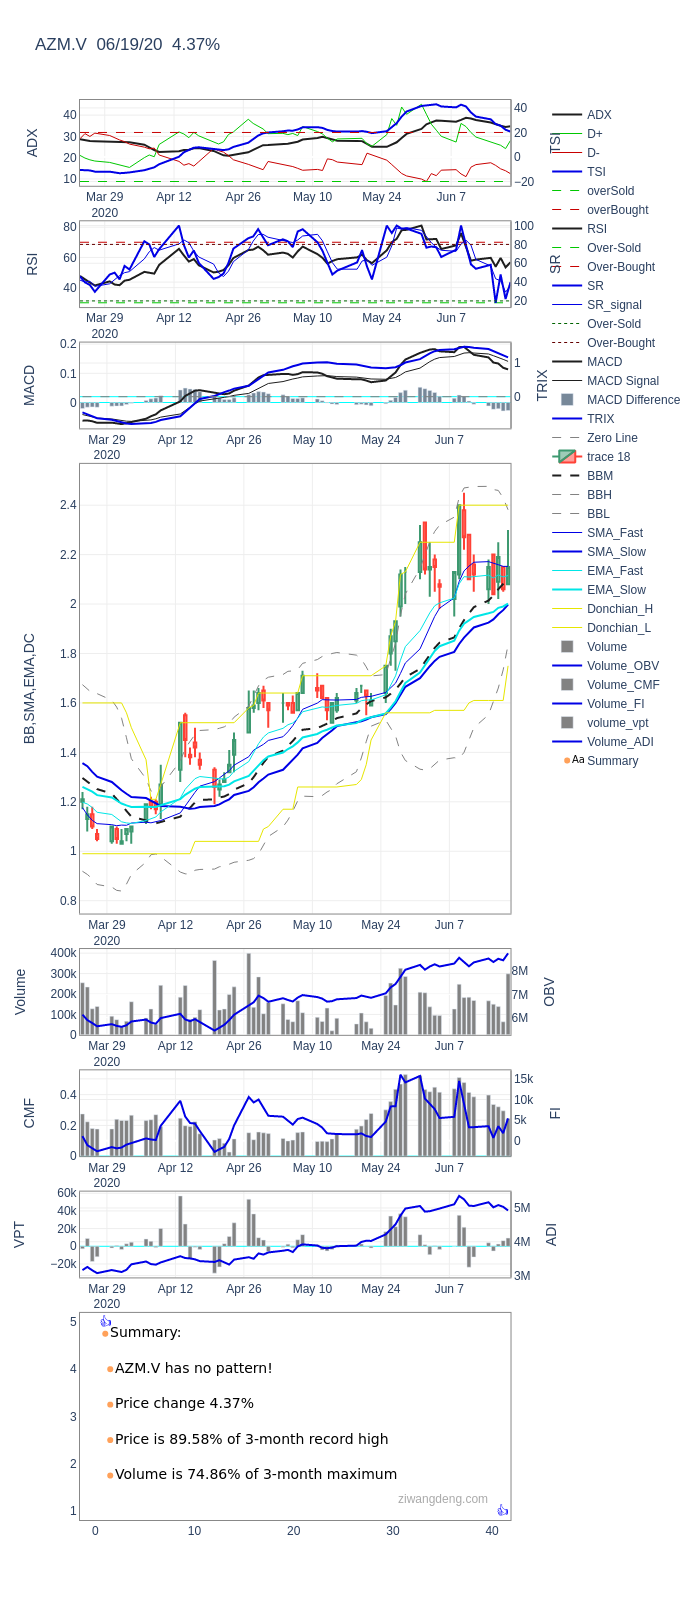 AZM.V 06/19/20 4.37%
ADX
40
30
20
10
40
20
0
−20
TSI
Mar 29
2020
Apr 12
Apr 26
May 10
May 24
Jun 7
RSI
80
60
40
100
80
60
40
20
SR
Mar 29
2020
Apr 12
Apr 26
May 10
May 24
Jun 7
MACD
0.2
0.1
0
1
0
TRIX
Mar 29
2020
Apr 12
Apr 26
May 10
May 24
Jun 7
BB,SMA,EMA,DC
2.4
2.2
2
1.8
1.6
1.4
1.2
1
0.8
Mar 29
2020
Apr 12
Apr 26
May 10
May 24
Jun 7
Volume
400k
300k
200k
100k
0
8M
7M
6M
OBV
Mar 29
2020
Apr 12
Apr 26
May 10
May 24
Jun 7
CMF
0.4
0.2
0
15k
10k
5k
0
FI
Mar 29
2020
Apr 12
Apr 26
May 10
May 24
Jun 7
VPT
60k
40k
20k
0
−20k
5M
4M
3M
ADI
Mar 29
2020
Apr 12
Apr 26
May 10
May 24
Jun 7
5
4
3
2
1
👍
Summary:
AZM.V has no pattern!
Price change 4.37%
Price is 89.58% of 3-month record high
Volume is 74.86% of 3-month maximum
ziwangdeng.com
👍
0
10
20
30
40
ADX
D+
D-
TSI
overSold
overBought
RSI
Over-Sold
Over-Bought
SR
SR_signal
Over-Sold
Over-Bought
MACD
MACD Signal
MACD Difference
TRIX
Zero Line
trace 18
BBM
BBH
BBL
SMA_Fast
SMA_Slow
EMA_Fast
EMA_Slow
Donchian_H
Donchian_L
Volume
Volume_OBV
Volume_CMF
Volume_FI
volume_vpt
Volume_ADI
Aa Summary